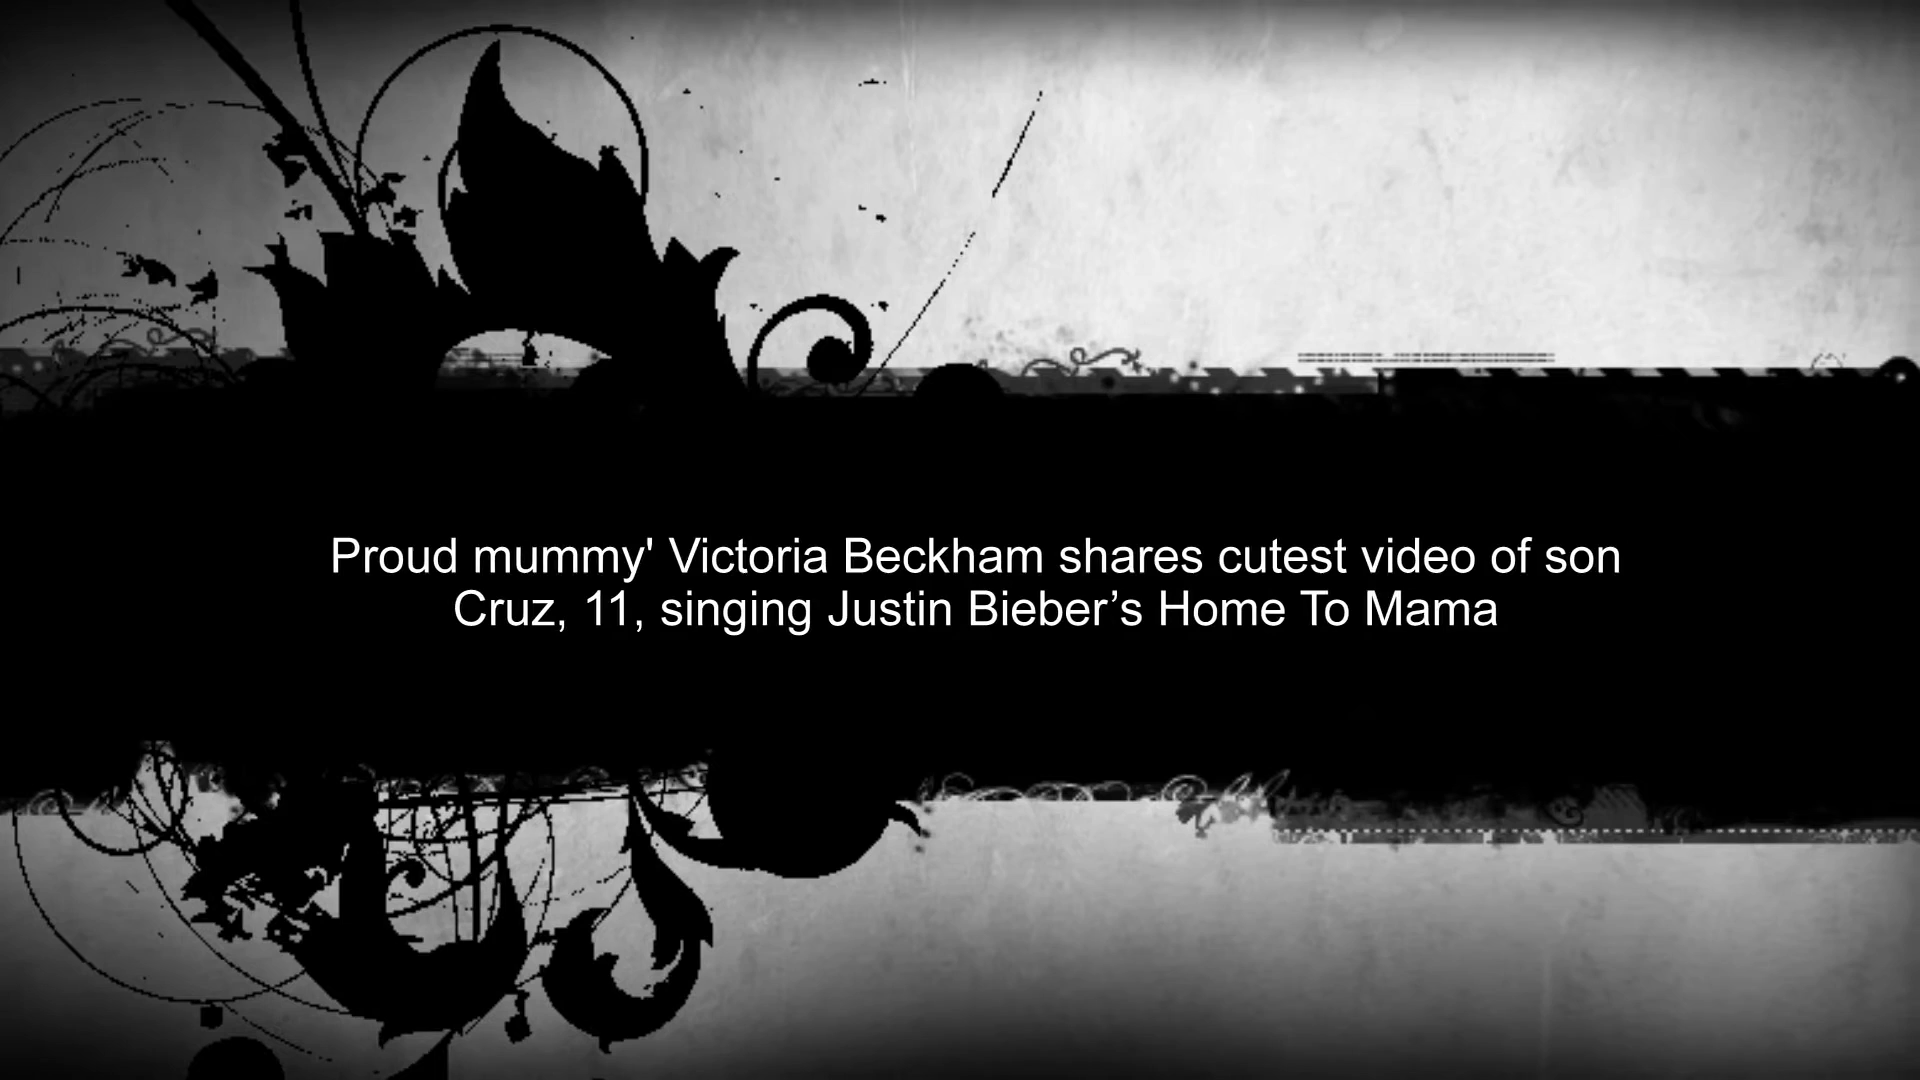 Proud mummy' Victoria Beckham shares cutest video of son
Cruz, 11, singing Justin Bieber’s Home To Mama